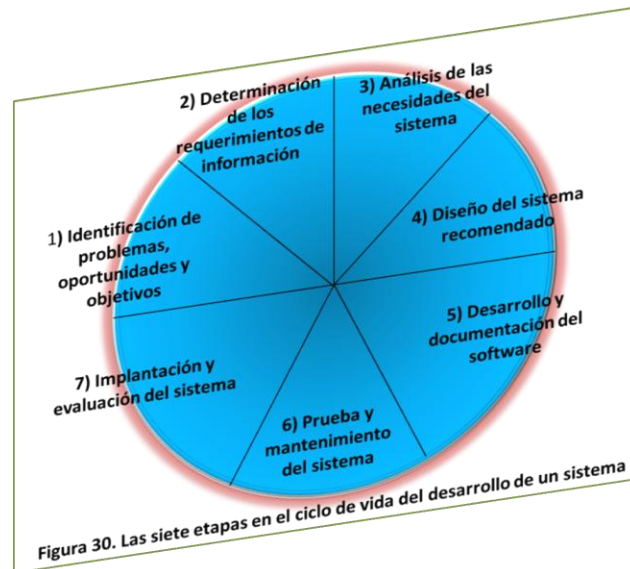 1) Identificación de
problemas,
oportunidades y
objetivos
2) Determinación
de los
requerimientos de
información
3) Análisis de las
necesidades del
sistema
4) Diseño del sistema
recomendado
5) Desarrollo y
documentación del
software
6) Prueba y
mantenimiento
del sistema
7) Implantación y
evaluación del sistema
Figura 30. Las siete etapas en el ciclo de vida del desarrollo de un sistema